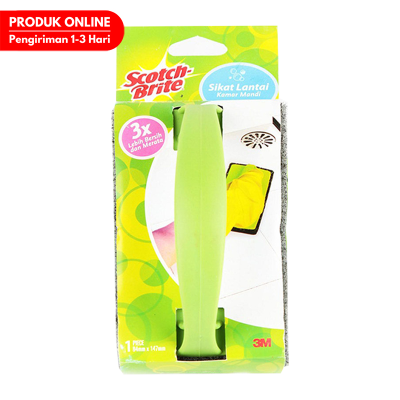 PRODUK ONLINE
Pengiriman 1-3 Hari
Scotch-
Brite
Sikat Lantai
Kamar Mandi
3x
Lebih Bersih
dan Merata
1 PIECE
3M